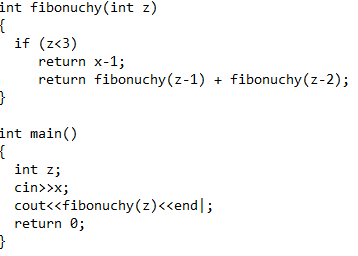 int fibonuchy(int z)
{
if (z<3)
return x-1;
return fibonuchy(z-1) + fibonuchy(z-2);
}
int main()
{
int z;
cin>>x;
cout<<fibonuchy(z)<<end|;
return 0;
}